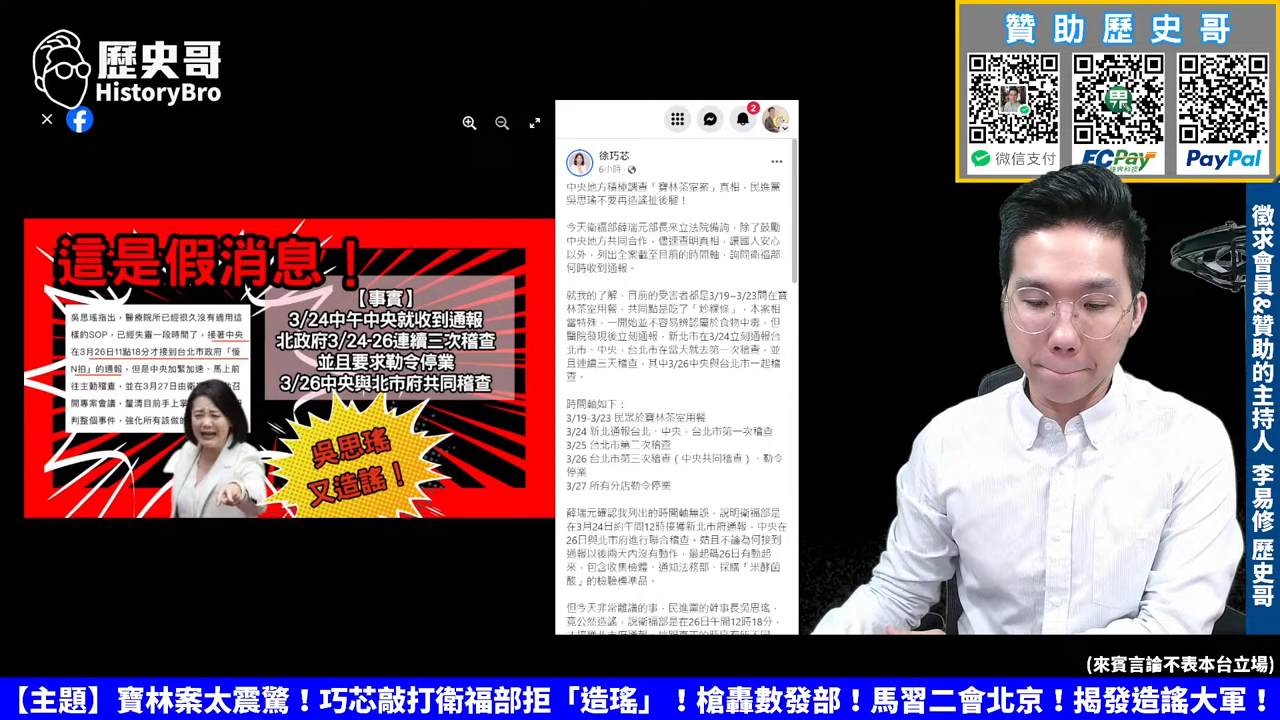 歷史哥
HistoryBro
贊助歷史哥
微信支付
ECPay
綠界科技
PayPal
2
徐巧芯
6小時
中央地方積極調查「寶林茶室案」真相，民進黨
吳思瑤不要再造謠扯後腿！
今天衛福部薛瑞元部長來立法院備詢，除了鼓勵
中央地方共同合作，儘速查明真相，讓國人安心
以外，列出全案截至目前的時間軸，詢問衛福部
何時收到通報。
就我的了解，目前的受害者都是3/19~3/23間在寶
林茶室用餐，共同點是吃了「炒粿條」，本案相
當特殊，一開始並不容易辨認屬於食物中毒，但
醫院發現後立刻通報，新北市在3/24立刻通報台
北市、中央，台北市在當天就去第一次稽查，並
且連續三天稽查，其中3/26中央與台北市一起稽
查。
時間軸如下：
3/19-3/23 民眾於寶林茶室用餐
3/24 新北通報台北、中央，台北市第一次稽查
3/25 台北市第二次稽查
3/26 台北市第三次稽查（中央共同稽查）、勒令
停業
3/27 所有分店勒令停業
薛瑞元確認我列出的時間軸無誤，說明衛福部是
在3月24日約午間12時接獲新北市府通報，中央在
26日與北市府進行聯合稽查。姑且不論為何接到
通報以後兩天內沒有動作，最起碼26日有動起
來，包含收集檢體、通知法務部、採購「米酵菌
酸」的檢驗標準品。
但今天非常離譜的事，民進黨的幹事長吳思瑤，
竟公然造謠，說衛福部是在26日午間12時18分，
這是假消息！
吳思瑤指出，醫療院所已經很久沒有適用這
樣的SOP，已經失靈一段時間了，接著中央
在3月26日11點18分才接到台北市政府「慢
N拍」的通報，但是中央加緊加速、馬上前
往主動稽查，並在3月27日由衛
召
開專案會議，釐清目前手上掌
判整個事件，強化所有該做的
【事實】
3/24中午中央就收到通報
北政府3/24-26連續三次稽查
並且要求勒令停業
3/26中央與北市府共同稽查
吳思瑤
又造謠！
徵求會員&贊助的主持人 李易修 歷史哥
(來賓言論不表本台立場)
【主題】寶林案太震驚！巧芯敲打衛福部拒「造瑤」！槍轟數發部！馬習二會北京！揭發造謠大軍！